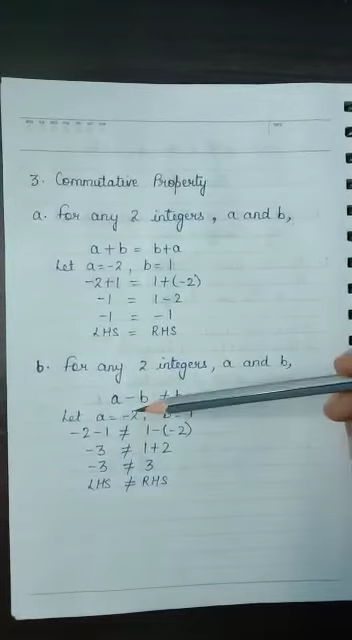 3. Commutative Property
a. for any 2 integers, a and b,
a+b = b+a
Let a=-2, b=1
-2+1 = 1+(-2)
-1 = 1-2
-1 = -1
LHS = RHS
b. for any 2 integers, a and b,
a-b ≠
Let a=-2,
-2-1 ≠ 1-(-2)
-3 ≠ 1+2
-3 ≠ 3
LHS ≠ RHS